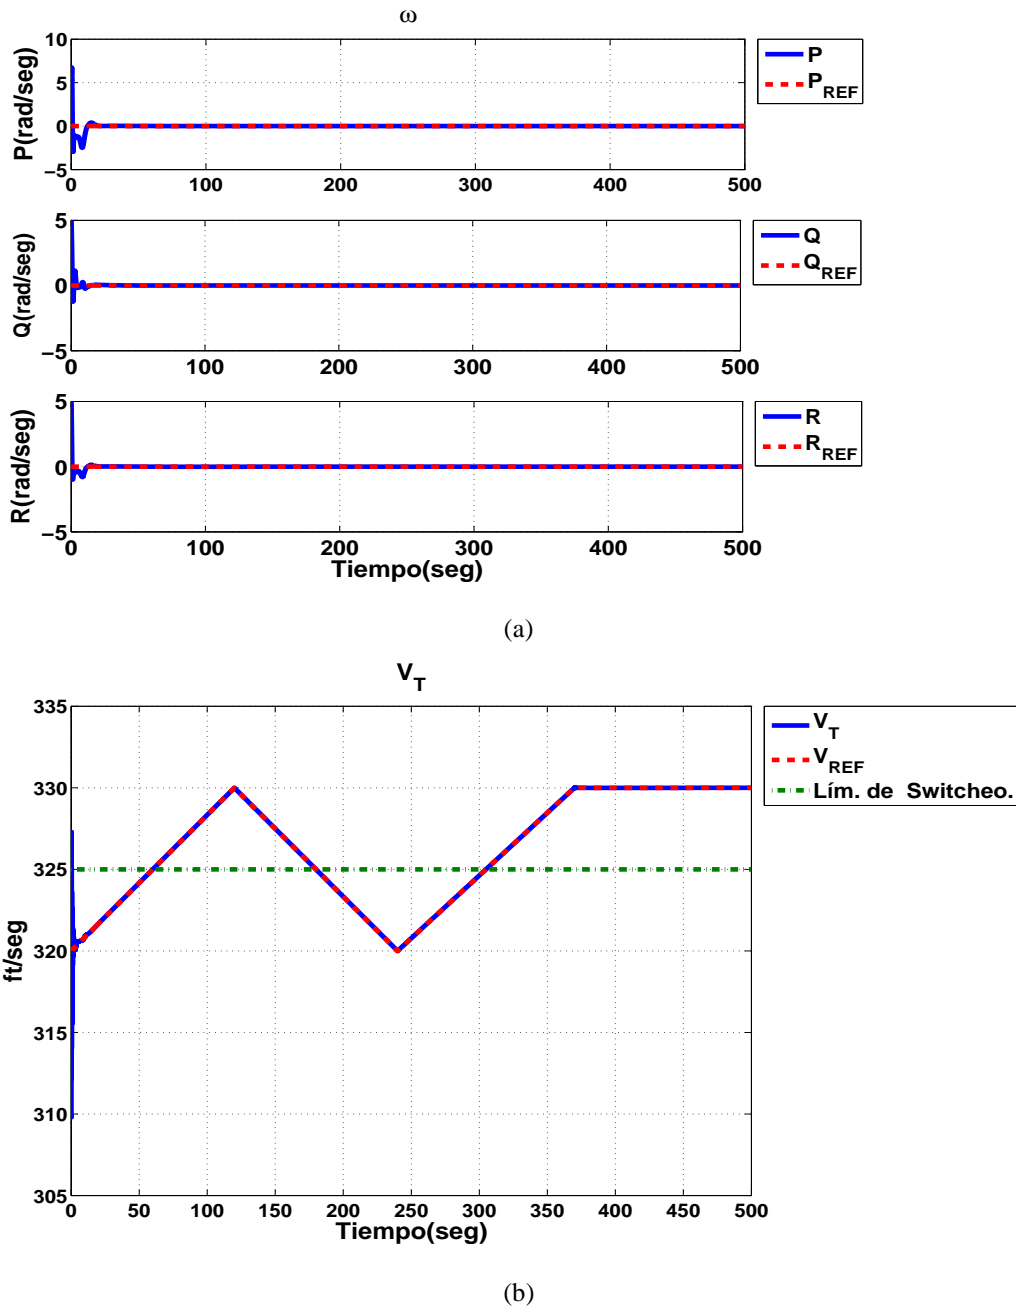 ω
10
5
0
−5
P(rad/seg)
0 100 200 300 400 500
P
P_REF
5
0
−5
Q(rad/seg)
0 100 200 300 400 500
Q
Q_REF
5
0
−5
R(rad/seg)
0 100 200 300 400 500
Tiempo(seg)
R
R_REF
(a)
V_T
335
330
325
320
315
310
305
ft/seg
0 50 100 150 200 250 300 350 400 450 500
Tiempo(seg)
V_T
V_REF
Lím. de Switcheo.
(b)